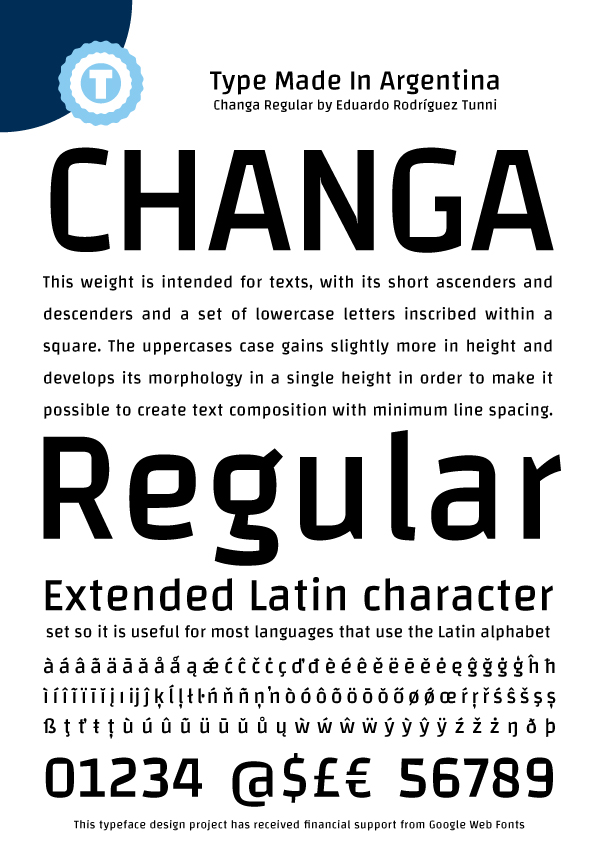 T
Type Made In Argentina
Changa Regular by Eduardo Rodríguez Tunni
CHANGA
This weight is intended for texts, with its short ascenders and
descenders and a set of lowercase letters inscribed within a
square. The uppercases case gains slightly more in height and
develops its morphology in a single height in order to make it
possible to create text composition with minimum line spacing.
Regular
Extended Latin character
set so it is useful for most languages that use the Latin alphabet
àáâãäāăåǻąǽćĉčċçďđèéêěëēĕėęĝğġģĥħ
ìíîĩïīĭįıijĵķĺļłŀńňñņŉòóôõöōŏőøǿœŕŗřśŝšşș
ßţťŧțùúûũüūŭůųẁẃŵẅỳýŷÿźžżŋðþ
01234 @$£€ 56789
This typeface design project has received financial support from Google Web Fonts